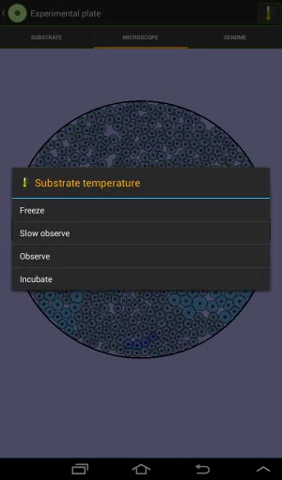 Experimental plate
SUBSTRATE MICROSCOPE GENOME
Substrate temperature
Freeze
Slow observe
Observe
Incubate